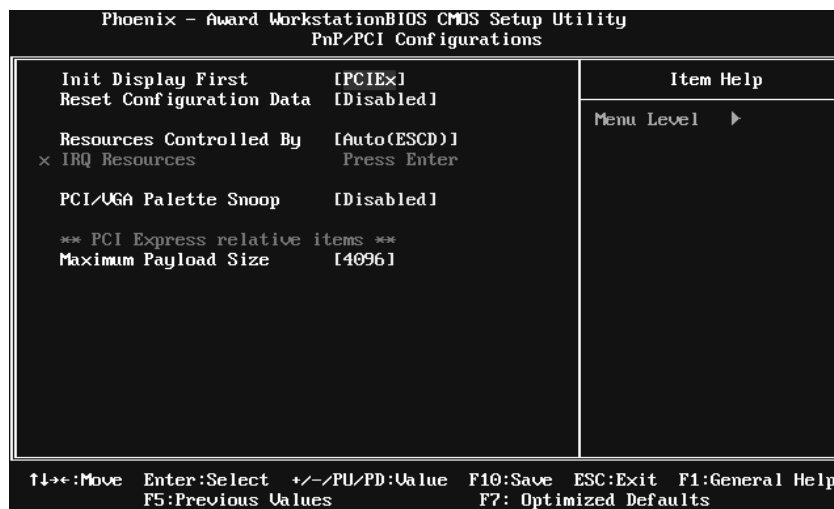 Phoenix - Award WorkstationBIOS CMOS Setup Utility
PnP/PCI Configurations
Init Display First [PCIEx]
Reset Configuration Data [Disabled]
Resources Controlled By [Auto(ESCD)]
x IRQ Resources Press Enter
PCI/VGA Palette Snoop [Disabled]
** PCI Express relative items **
Maximum Payload Size [4096]
Item Help
Menu Level ▶
↑↓→←:Move Enter:Select +/-/PU/PD:Value F10:Save ESC:Exit F1:General Help
F5:Previous Values F7: Optimized Defaults